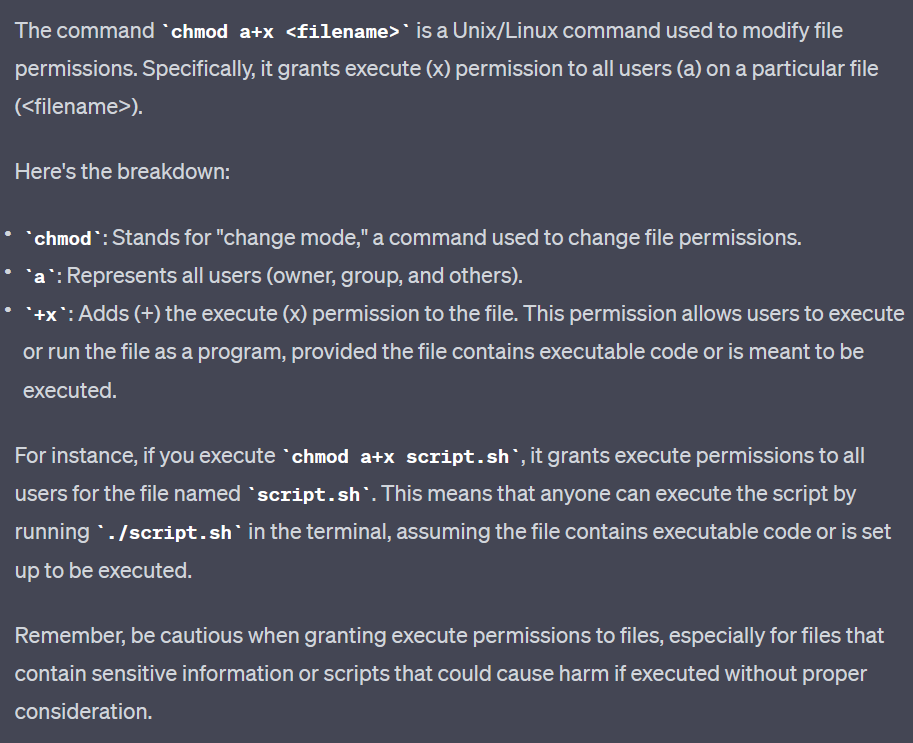 The command `chmod a+x <filename>` is a Unix/Linux command used to modify file
permissions. Specifically, it grants execute (x) permission to all users (a) on a particular file
(<filename>).
Here's the breakdown:
• `chmod`: Stands for "change mode," a command used to change file permissions.
• `a`: Represents all users (owner, group, and others).
• `+x`: Adds (+) the execute (x) permission to the file. This permission allows users to execute
or run the file as a program, provided the file contains executable code or is meant to be
executed.
For instance, if you execute `chmod a+x script.sh`, it grants execute permissions to all
users for the file named `script.sh`. This means that anyone can execute the script by
running `./script.sh` in the terminal, assuming the file contains executable code or is set
up to be executed.
Remember, be cautious when granting execute permissions to files, especially for files that
contain sensitive information or scripts that could cause harm if executed without proper
consideration.